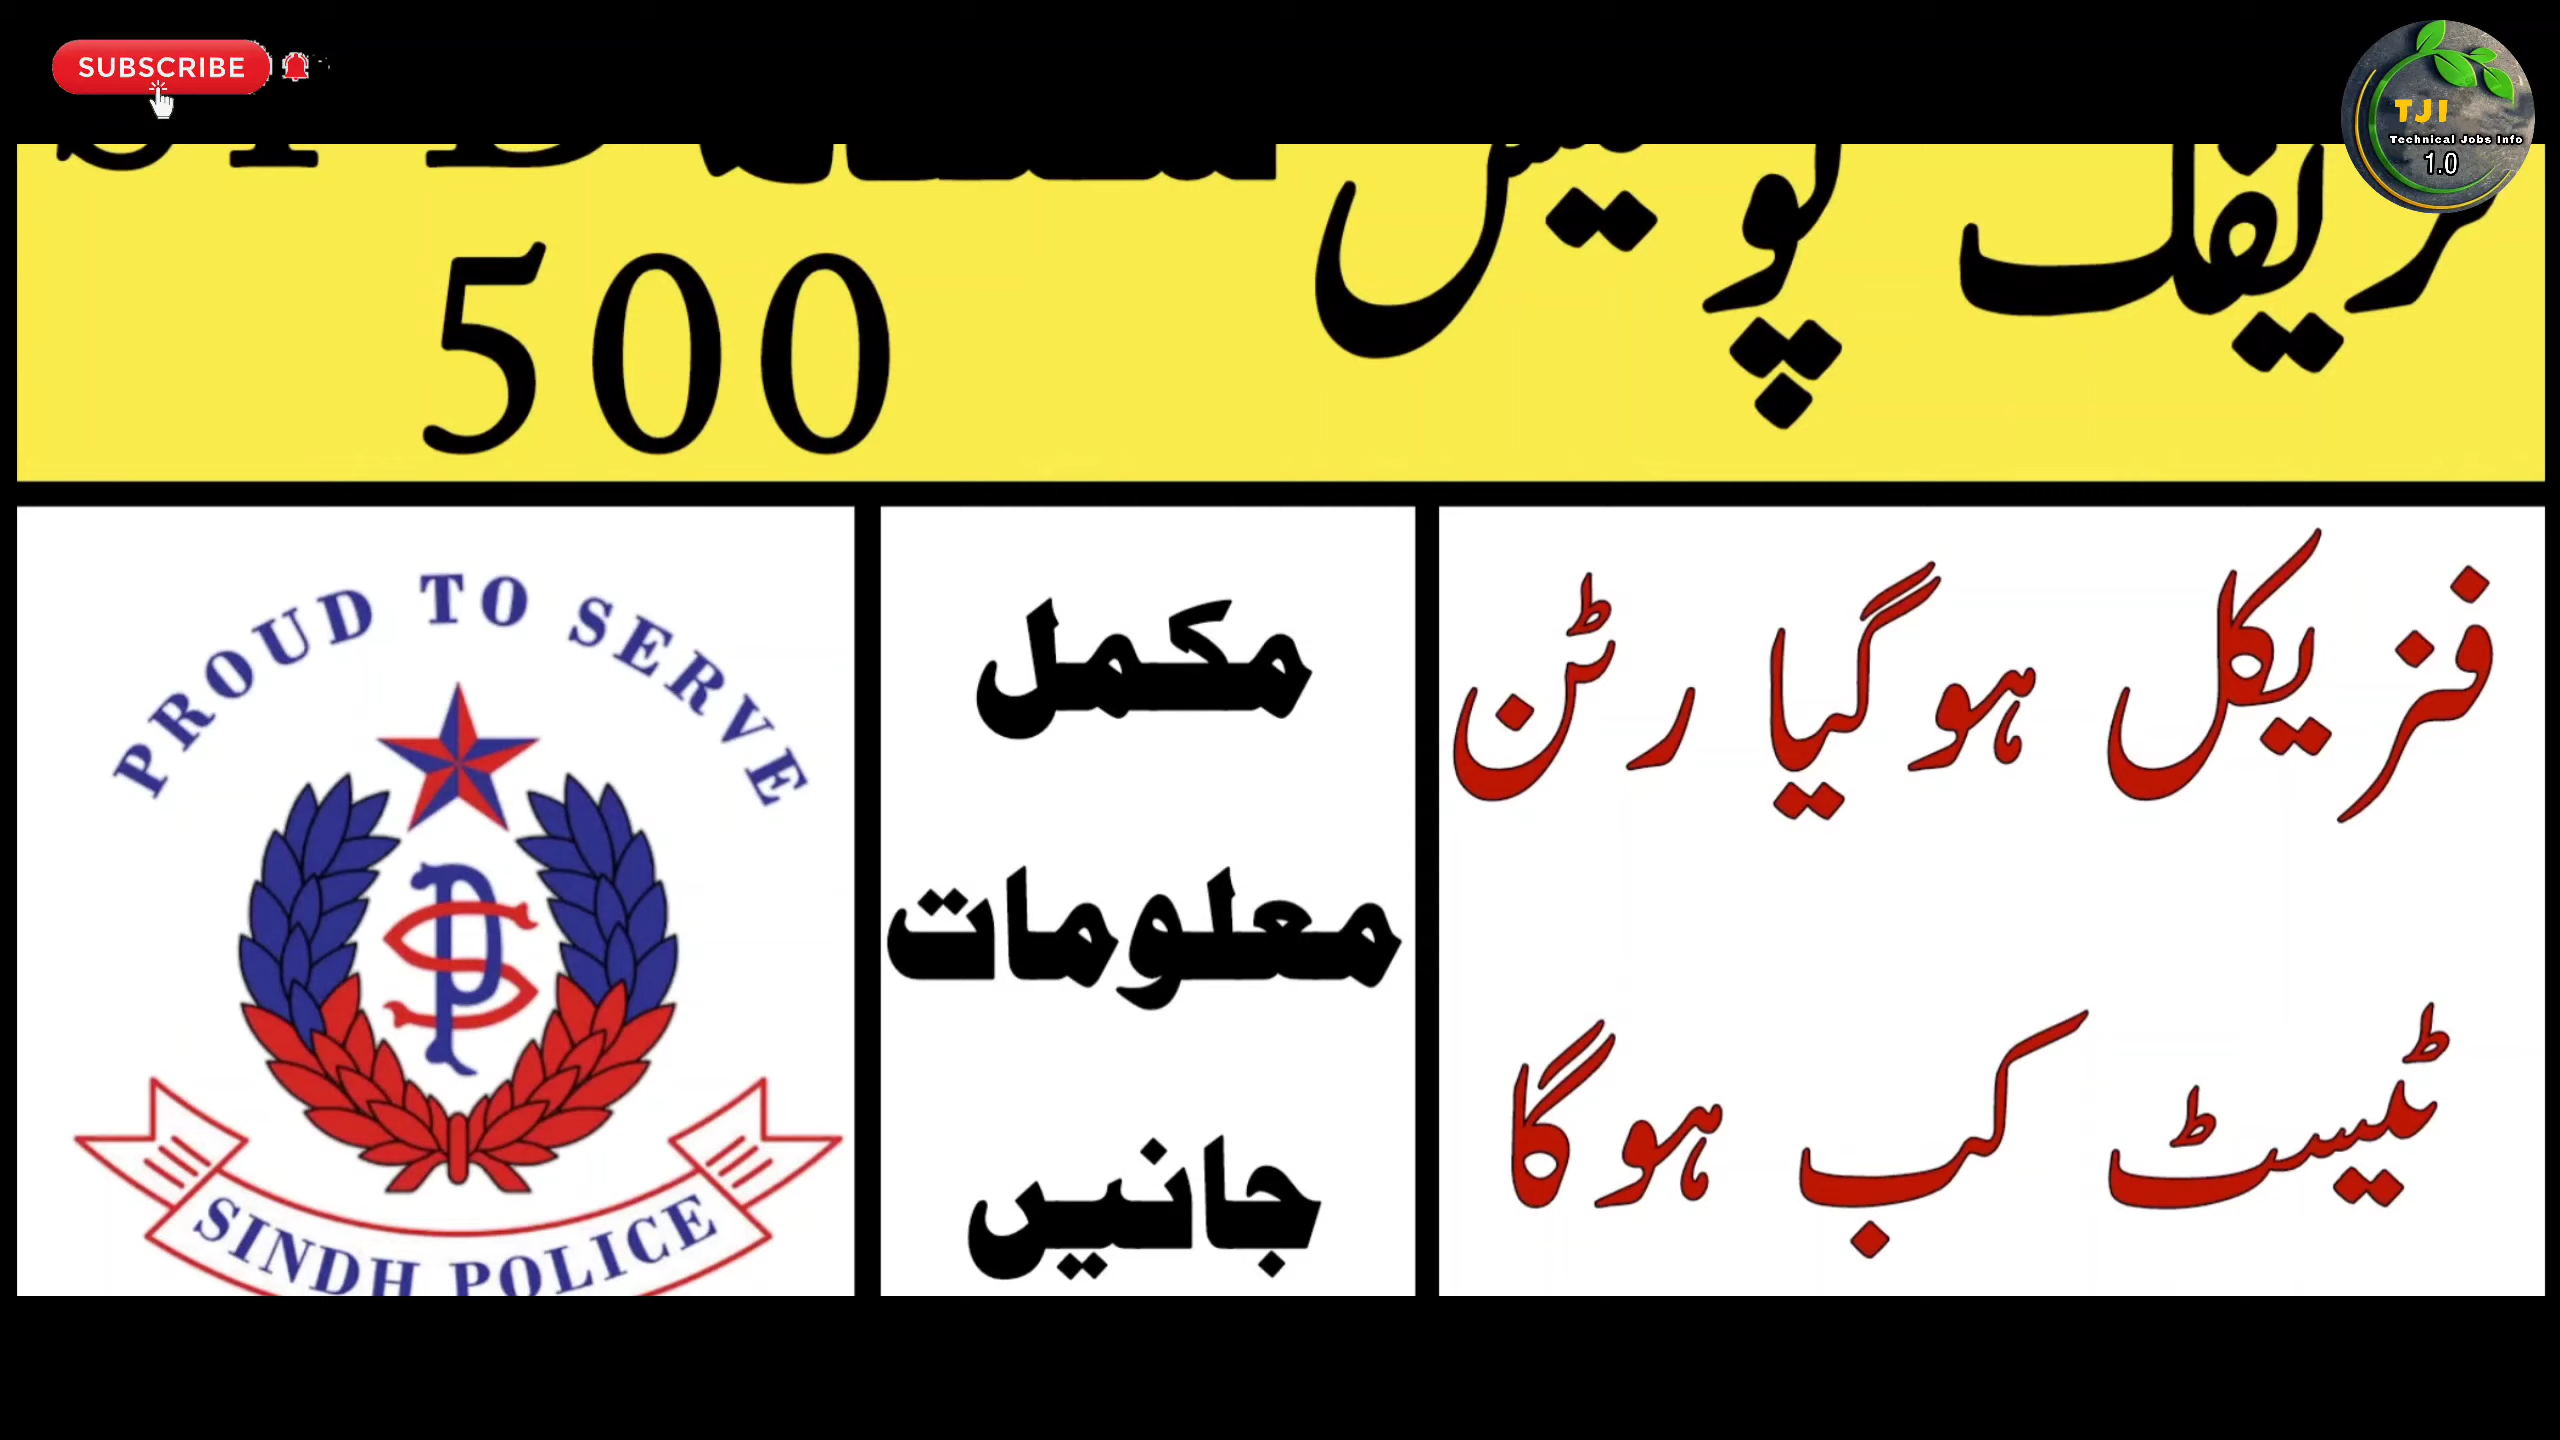 SUBSCRIBE
TJI
Technical Jobs Info
1.0
ٹریفک پولیس
500
PROUD TO SERVE
SP
SINDH POLICE
مکمل
معلومات
جانیں
فزیکل ہوگیا رٹن
ٹیسٹ کب ہوگا